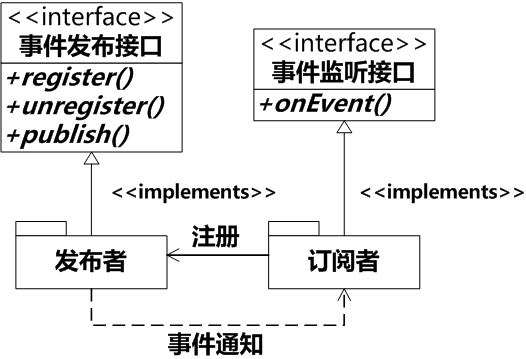 <<interface>>
事件发布接口
+register()
+unregister()
+publish()
<<interface>>
事件监听接口
+onEvent()
<<implements>>
<<implements>>
发布者
注册
订阅者
事件通知